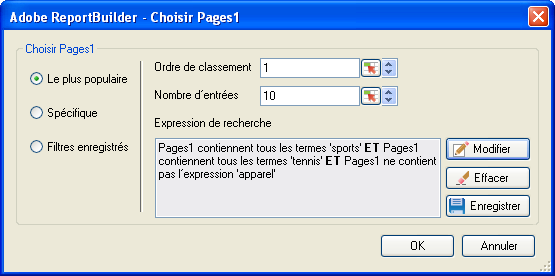 Adobe ReportBuilder - Choisir Pages1
Choisir Pages1
Le plus populaire
Spécifique
Filtres enregistrés
Ordre de classement 1
Nombre d´entrées 10
Expression de recherche
Pages1 contiennent tous les termes 'sports' ET Pages1
contiennent tous les termes 'tennis' ET Pages1 ne contient
pas l´expression 'apparel'
Modifier
Effacer
Enregistrer
OK Annuler